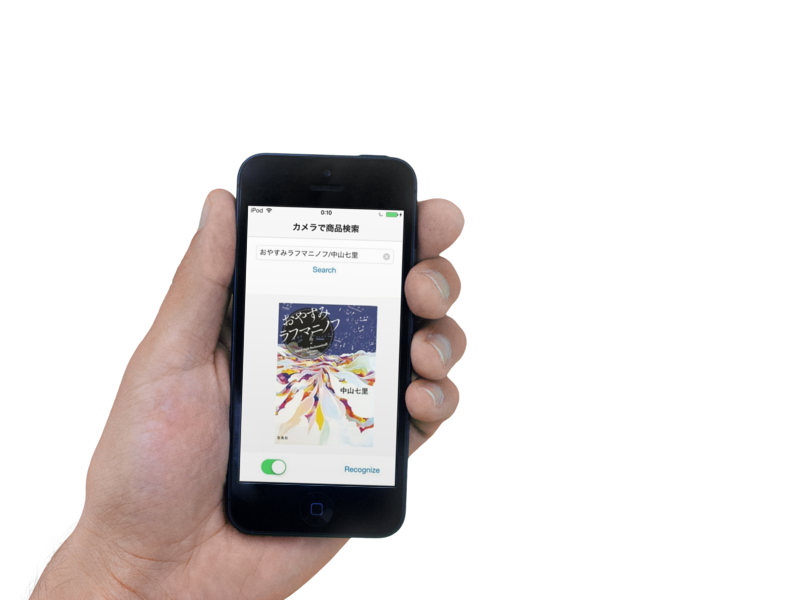 iPod 0:10
カメラで商品検索
おやすみラフマニノフ/中山七里
Search
おやすみ
ラフマニノフ
中山七里
宝島社
Recognize